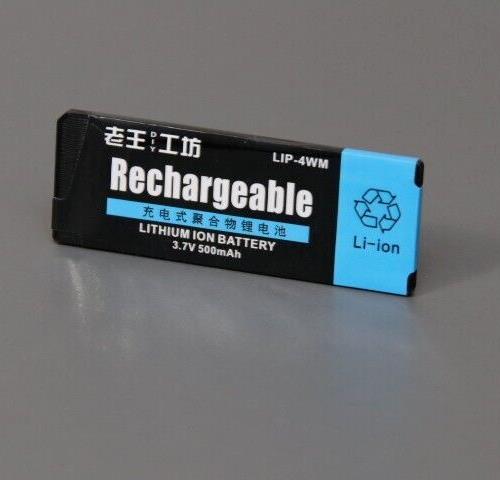 老王DIY工坊
LIP-4WM
Rechargeable
充电式聚合物锂电池
LITHIUM ION BATTERY
3.7V 500mAh
Li-ion